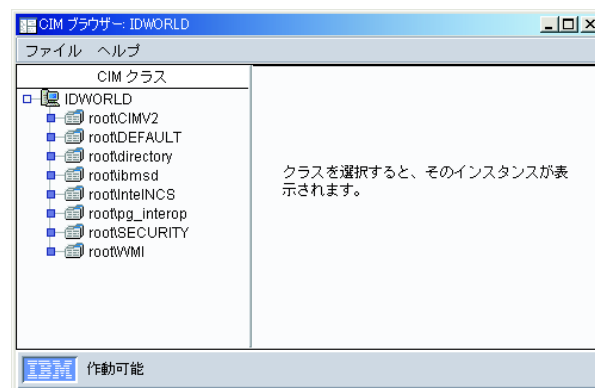 CIM ブラウザー: IDWORLD
ファイル ヘルプ
CIM クラス
IDWORLD
root\CIMV2
root\DEFAULT
root\directory
root\ibmsd
root\IntelNCS
root\pg_interop
root\SECURITY
root\WMI
クラスを選択すると、そのインスタンスが表
示されます。
IBM 作動可能